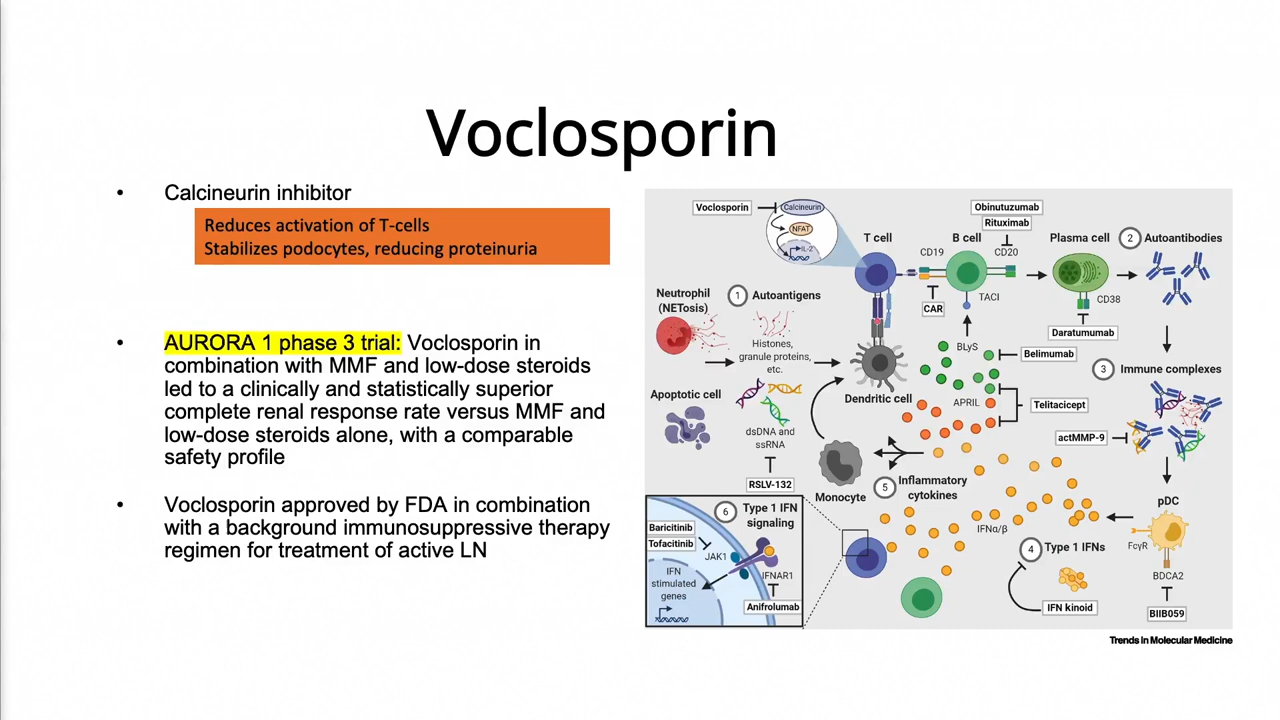 Voclosporin
• Calcineurin inhibitor
Reduces activation of T-cells
Stabilizes podocytes, reducing proteinuria
• AURORA 1 phase 3 trial: Voclosporin in
combination with MMF and low-dose steroids
led to a clinically and statistically superior
complete renal response rate versus MMF and
low-dose steroids alone, with a comparable
safety profile
• Voclosporin approved by FDA in combination
with a background immunosuppressive therapy
regimen for treatment of active LN
Voclosporin
Calcineurin
NFAT
IL-2
T cell
CD19
B cell
Obinutuzumab
Rituximab
CD20
Plasma cell
2
Autoantibodies
Neutrophil
(NETosis)
1
Autoantigens
CAR
TACI
CD38
Daratumumab
Histones,
granule proteins,
etc.
BLyS
Belimumab
3
Immune complexes
Apoptotic cell
Dendritic cell
APRIL
Telitacicept
dsDNA and
ssRNA
actMMP-9
RSLV-132
Monocyte
5
Inflammatory
cytokines
pDC
6
Type 1 IFN
signaling
Baricitinib
Tofacitinib
JAK1
IFNAR1
IFN
stimulated
genes
Anifrolumab
IFNα/β
4
Type 1 IFNs
FcγR
BDCA2
IFN kinoid
BIIB059
Trends in Molecular Medicine